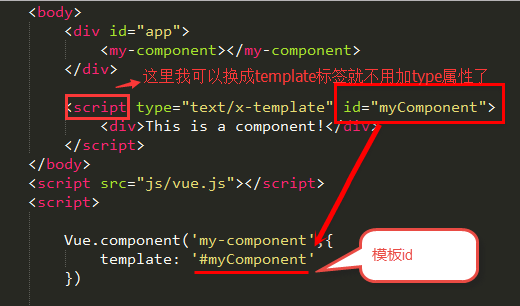 <body>
<div id="app">
<my-component></my-component>
</div>
这里我可以换成template标签就不用加type属性了
<script type="text/x-template" id="myComponent">
<div>This is a component!</div>
</script>
</body>
<script src="js/vue.js"></script>
<script>
Vue.component('my-component',{
template: '#myComponent'
模板id
})